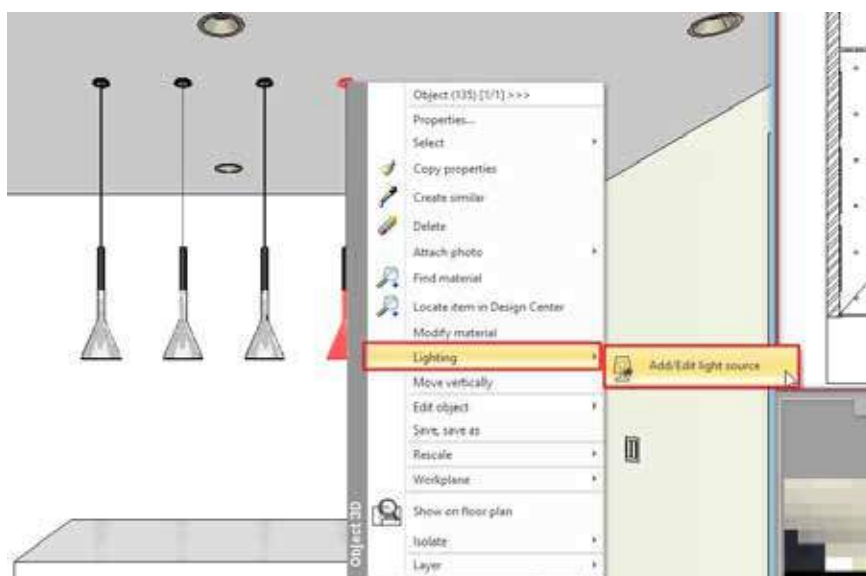 Object (135) [1/1] >>>
Properties...
Select
Copy properties
Create similar
Delete
Attach photo
Find material
Locate item in Design Center
Modify material
Lighting
Add/Edit light source
Move vertically
Edit object
Save, save as
Rescale
Workplane
Show on floor plan
Isolate
Layer
Object 3D